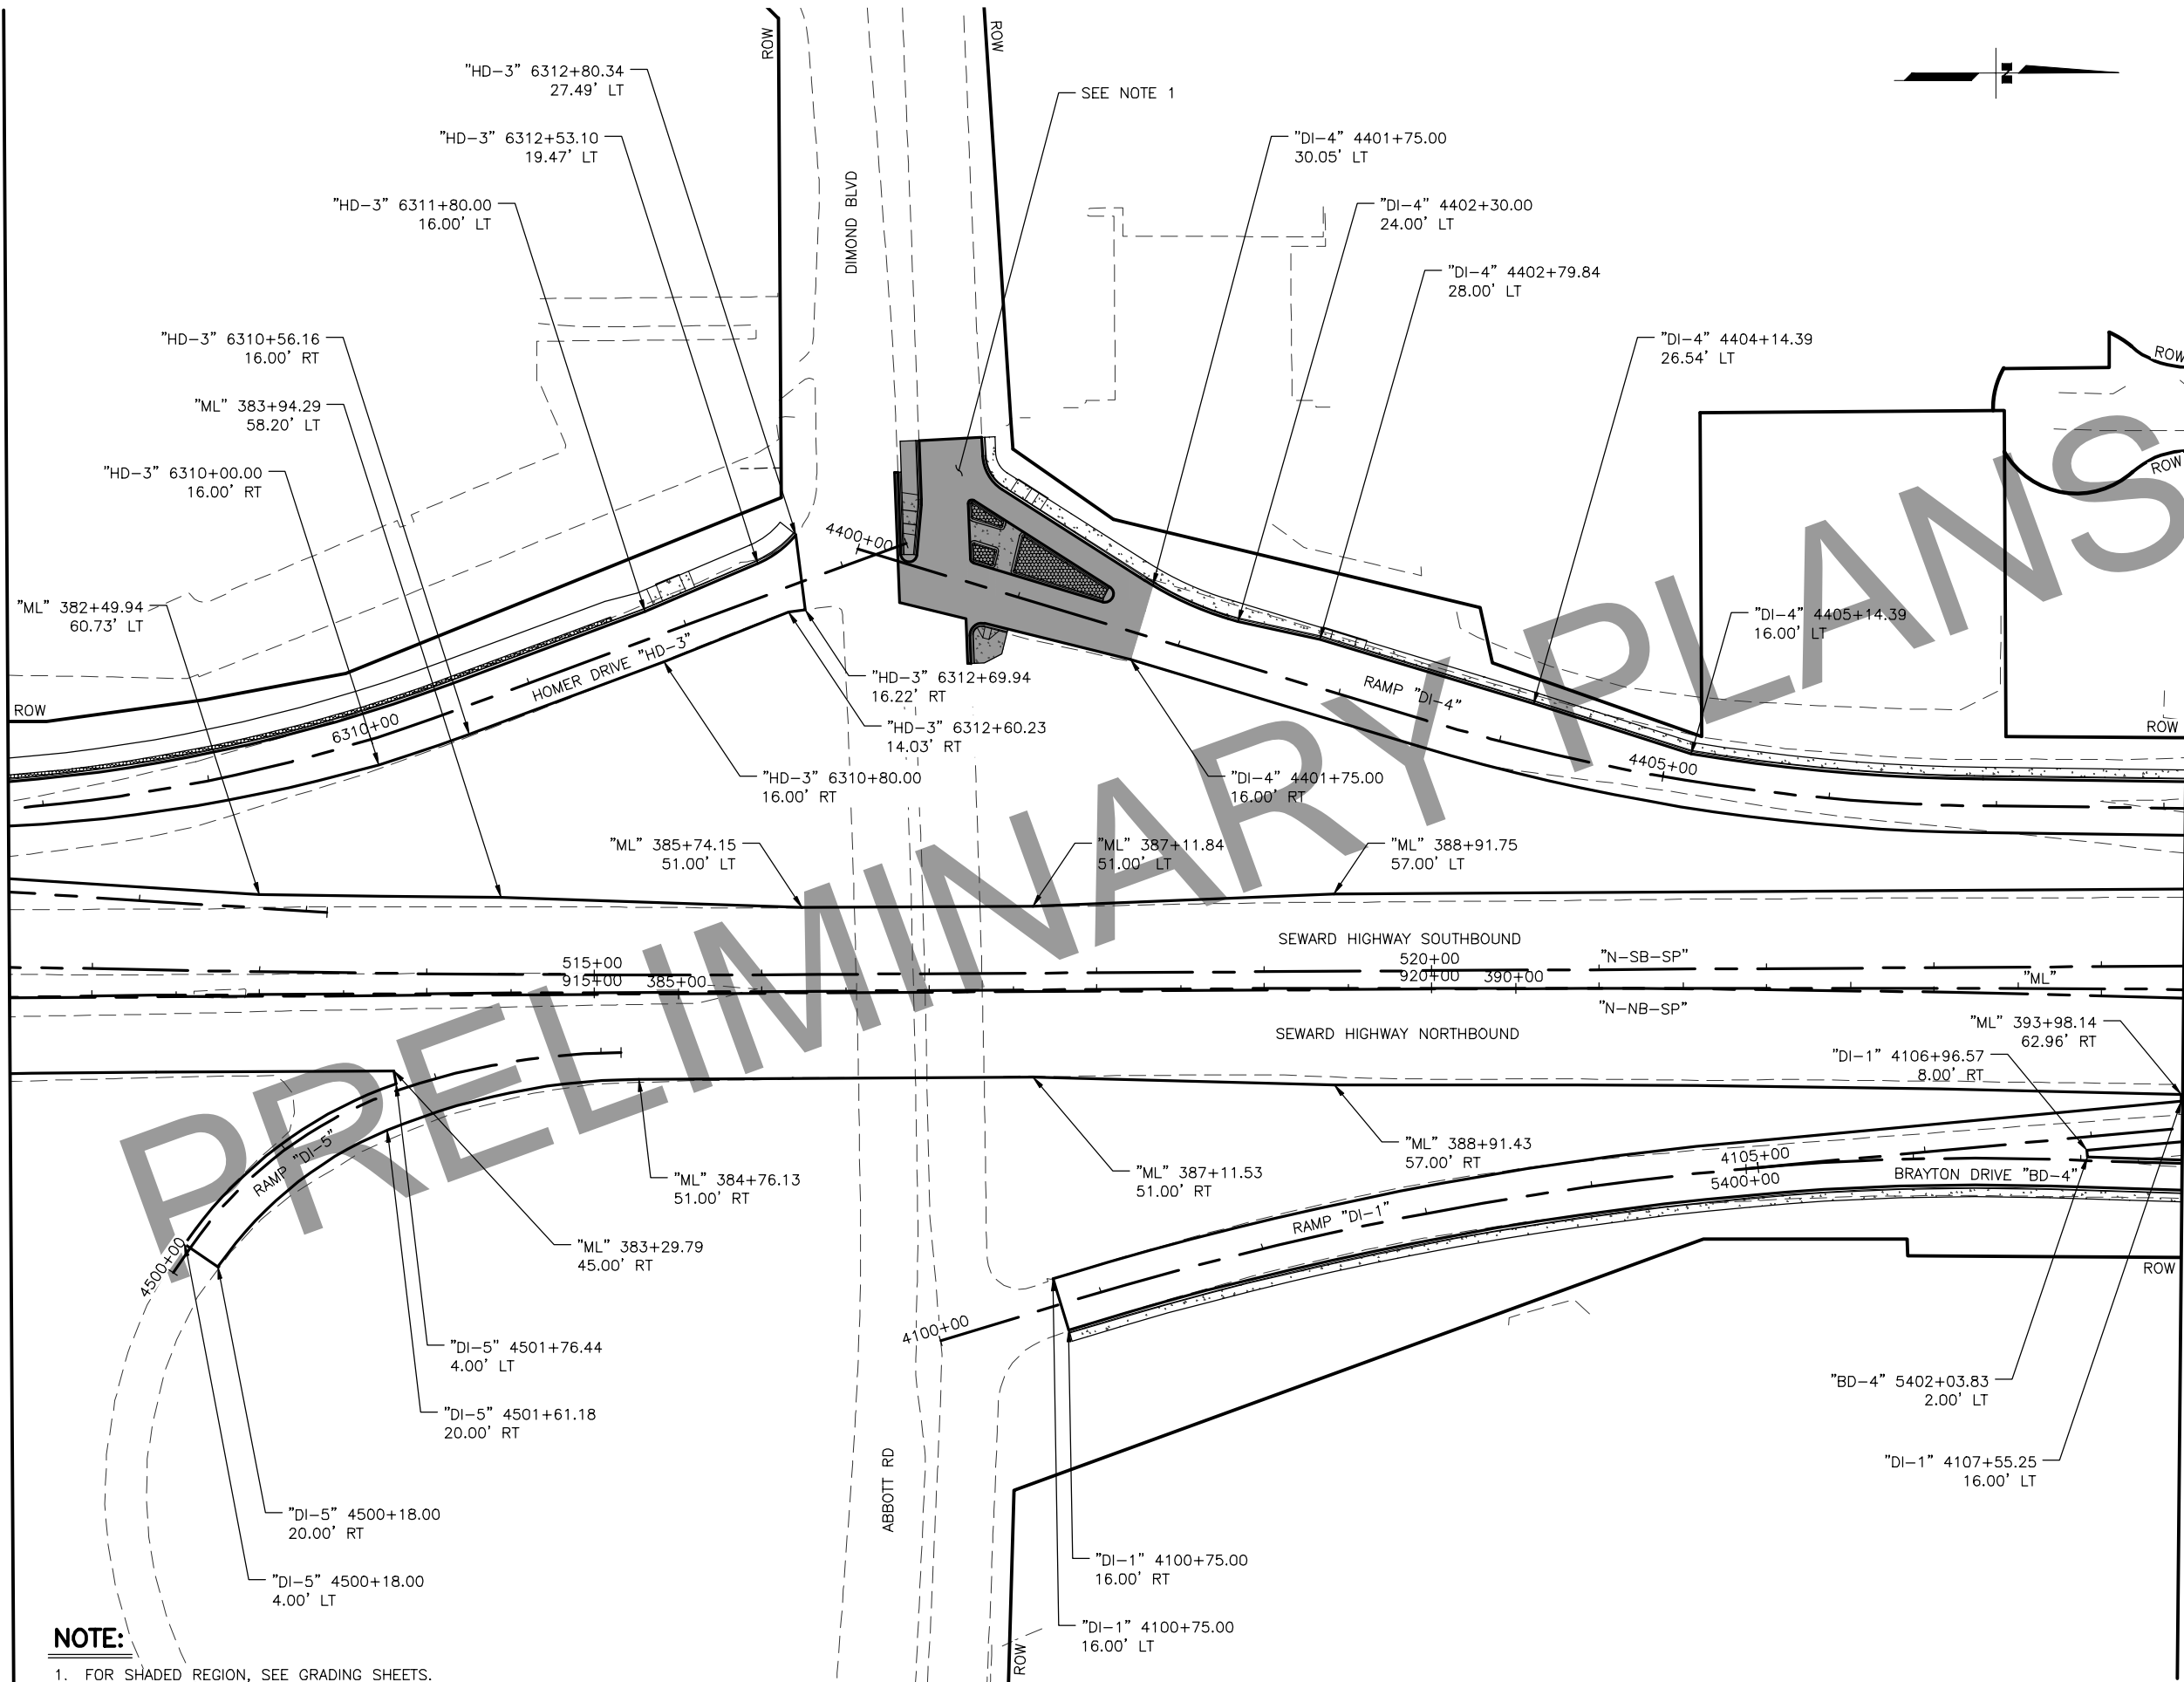 ROW
ROW
N
"HD-3" 6312+80.34
27.49' LT
SEE NOTE 1
"HD-3" 6312+53.10
19.47' LT
"DI-4" 4401+75.00
30.05' LT
DIMOND BLVD
"HD-3" 6311+80.00
16.00' LT
"DI-4" 4402+30.00
24.00' LT
"DI-4" 4402+79.84
28.00' LT
"HD-3" 6310+56.16
16.00' RT
"DI-4" 4404+14.39
26.54' LT
ROW
"ML" 383+94.29
58.20' LT
"HD-3" 6310+00.00
16.00' RT
ROW
4400+00
"ML" 382+49.94
60.73' LT
"DI-4" 4405+14.39
16.00' LT
HOMER DRIVE "HD-3"
"HD-3" 6312+69.94
16.22' RT
RAMP "DI-4"
ROW
6310+00
"HD-3" 6312+60.23
14.03' RT
ROW
4405+00
"HD-3" 6310+80.00
16.00' RT
"DI-4" 4401+75.00
16.00' RT
"ML" 385+74.15
51.00' LT
"ML" 387+11.84
51.00' LT
"ML" 388+91.75
57.00' LT
PRELIMINARY PLANS
SEWARD HIGHWAY SOUTHBOUND
515+00
520+00
"N-SB-SP"
915+00
385+00
920+00
390+00
"ML"
"N-NB-SP"
SEWARD HIGHWAY NORTHBOUND
"ML" 393+98.14
62.96' RT
"DI-1" 4106+96.57
8.00' RT
RAMP "DI-5"
"ML" 384+76.13
51.00' RT
"ML" 387+11.53
51.00' RT
"ML" 388+91.43
57.00' RT
4105+00
5400+00
BRAYTON DRIVE "BD-4"
RAMP "DI-1"
"ML" 383+29.79
45.00' RT
4500+00
ROW
4100+00
"DI-5" 4501+76.44
4.00' LT
"BD-4" 5402+03.83
2.00' LT
"DI-5" 4501+61.18
20.00' RT
"DI-1" 4107+55.25
16.00' LT
ABBOTT RD
"DI-5" 4500+18.00
20.00' RT
"DI-1" 4100+75.00
16.00' RT
"DI-5" 4500+18.00
4.00' LT
"DI-1" 4100+75.00
16.00' LT
ROW
NOTE:
1. FOR SHADED REGION, SEE GRADING SHEETS.